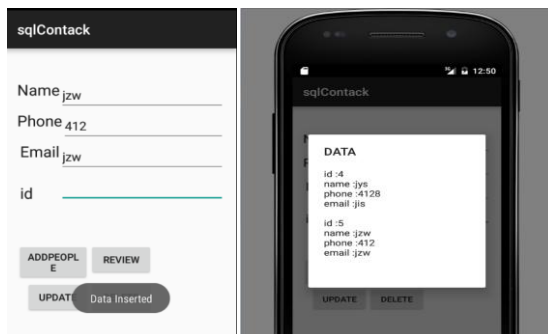 sqlContack
Name jzw
Phone 412
Email jzw
id
ADDPEOPL
E
REVIEW
UPDAT
Data Inserted
12:50
sqlContack
DATA
id :4
name :jys
phone :4128
email :jis
id :5
name :jzw
phone :412
email :jzw
UPDATE DELETE